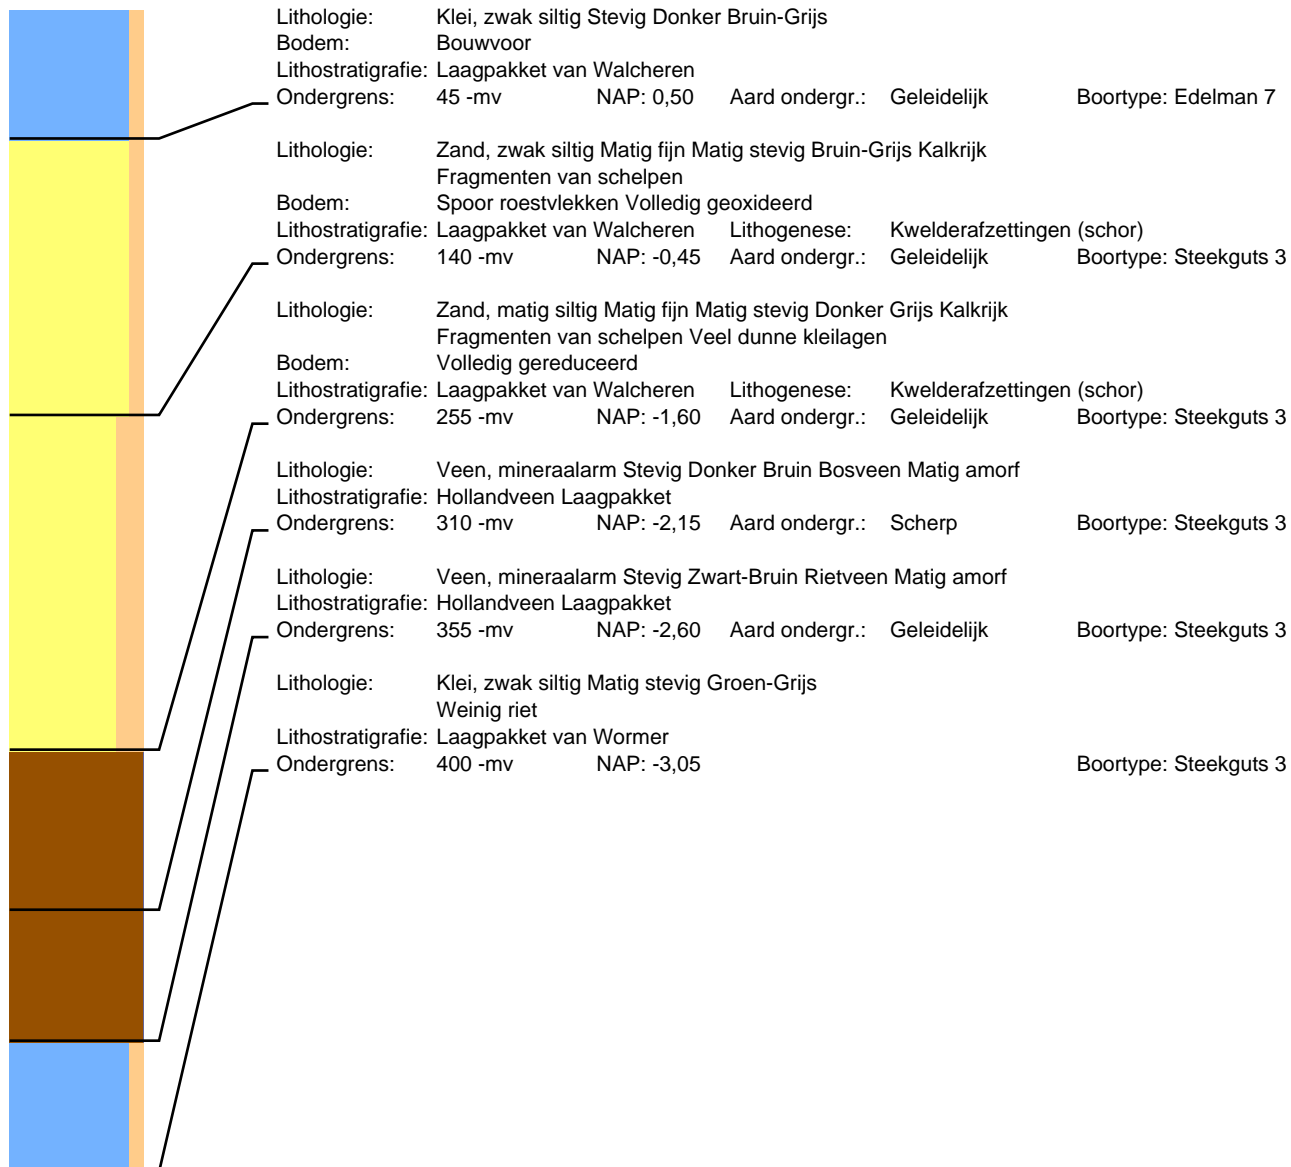 Lithologie: Klei, zwak siltig Stevig Donker Bruin-Grijs
Bodem: Bouwvoor
Lithostratigrafie: Laagpakket van Walcheren
Ondergrens: 45 -mv NAP: 0,50 Aard ondergr.: Geleidelijk Boortype: Edelman 7
Lithologie: Zand, zwak siltig Matig fijn Matig stevig Bruin-Grijs Kalkrijk
Fragmenten van schelpen
Bodem: Spoor roestvlekken Volledig geoxideerd
Lithostratigrafie: Laagpakket van Walcheren Lithogenese: Kwelderafzettingen (schor)
Ondergrens: 140 -mv NAP: -0,45 Aard ondergr.: Geleidelijk Boortype: Steekguts 3
Lithologie: Zand, matig siltig Matig fijn Matig stevig Donker Grijs Kalkrijk
Fragmenten van schelpen Veel dunne kleilagen
Bodem: Volledig gereduceerd
Lithostratigrafie: Laagpakket van Walcheren Lithogenese: Kwelderafzettingen (schor)
Ondergrens: 255 -mv NAP: -1,60 Aard ondergr.: Geleidelijk Boortype: Steekguts 3
Lithologie: Veen, mineraalarm Stevig Donker Bruin Bosveen Matig amorf
Lithostratigrafie: Hollandveen Laagpakket
Ondergrens: 310 -mv NAP: -2,15 Aard ondergr.: Scherp Boortype: Steekguts 3
Lithologie: Veen, mineraalarm Stevig Zwart-Bruin Rietveen Matig amorf
Lithostratigrafie: Hollandveen Laagpakket
Ondergrens: 355 -mv NAP: -2,60 Aard ondergr.: Geleidelijk Boortype: Steekguts 3
Lithologie: Klei, zwak siltig Matig stevig Groen-Grijs
Weinig riet
Lithostratigrafie: Laagpakket van Wormer
Ondergrens: 400 -mv NAP: -3,05 Boortype: Steekguts 3